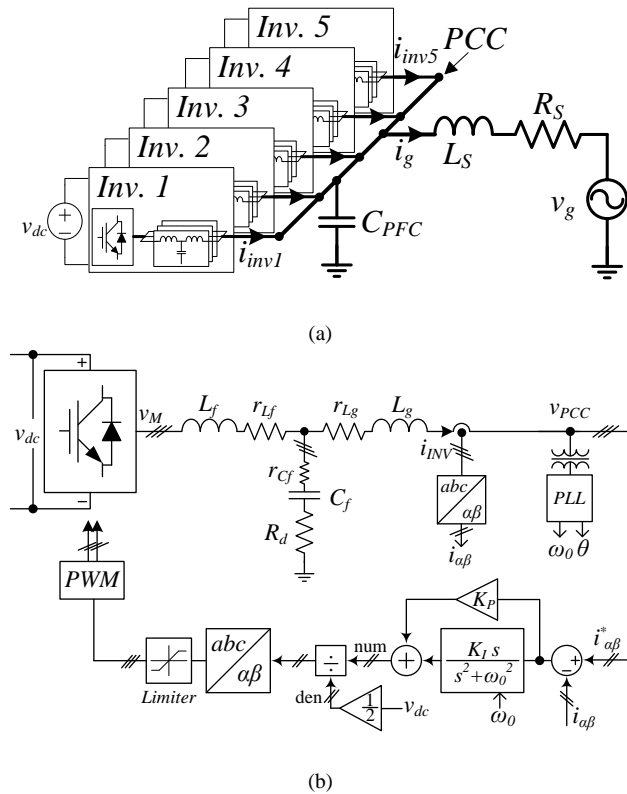 Inv. 5
Inv. 4
Inv. 3
Inv. 2
Inv. 1
i_inv5
PCC
R_S
i_g
L_S
v_g
v_dc
C_PFC
i_inv1
(a)
v_dc
+
−
v_M
L_f
r_Lf
r_Lg
L_g
i_INV
v_PCC
r_Cf
C_f
R_d
abc
αβ
i_αβ
PLL
ω_0 θ
PWM
K_P
Limiter
abc
αβ
÷
num
den
+
K_I s
s^2+ω_0^2
ω_0
1
2
v_dc
+
−
i*_αβ
i_αβ
(b)